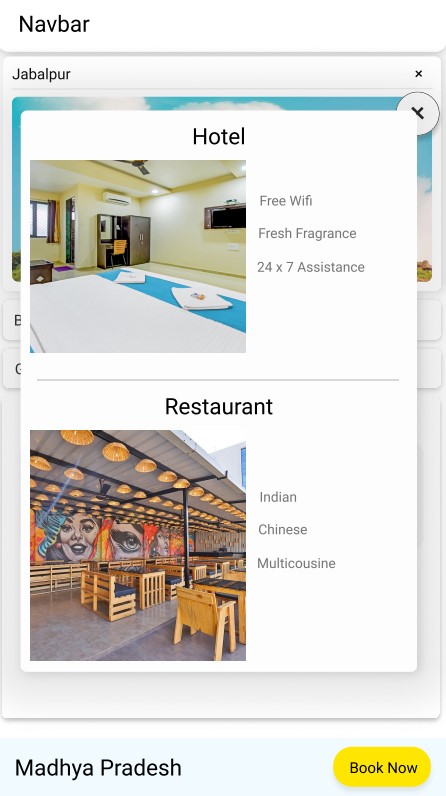 Navbar
Jabalpur
Hotel
Free Wifi
Fresh Fragrance
24 x 7 Assistance
B
G
Restaurant
Indian
Chinese
Multicousine
Madhya Pradesh
Book Now